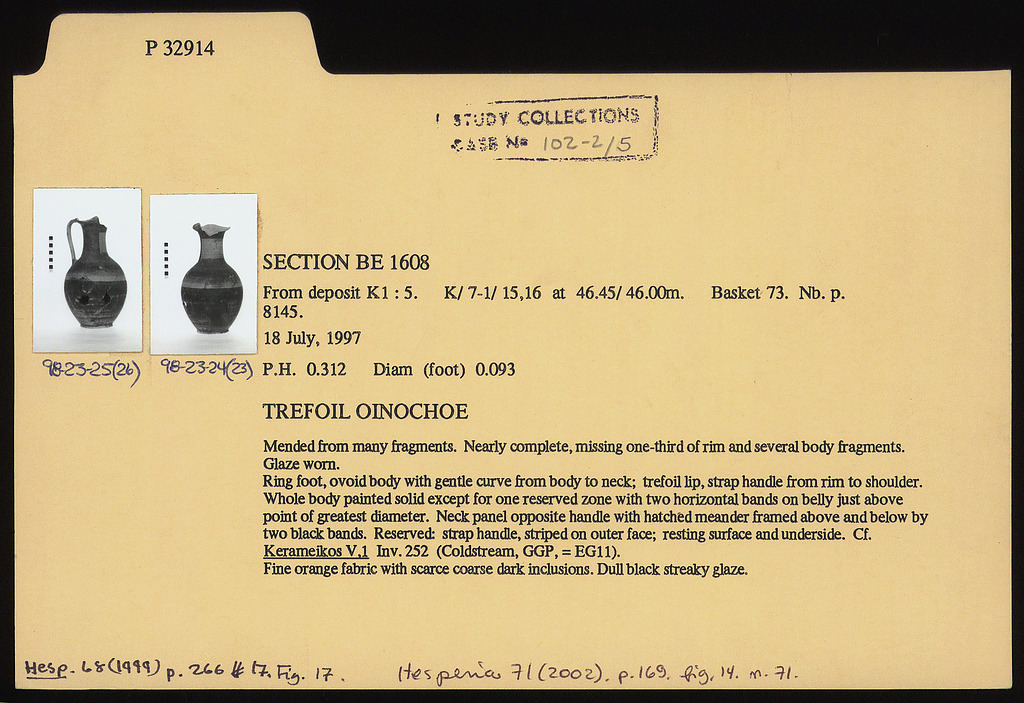 P 32914
STUDY COLLECTIONS
CASE No 102-2/5
SECTION BE 1608
From deposit K1 : 5. K/ 7-1/ 15,16 at 46.45/ 46.00m. Basket 73. Nb. p.
8145.
18 July, 1997
98-23-25(26) 98-23-24(23)
P.H. 0.312 Diam (foot) 0.093
TREFOIL OINOCHOE
Mended from many fragments. Nearly complete, missing one-third of rim and several body fragments.
Glaze worn.
Ring foot, ovoid body with gentle curve from body to neck; trefoil lip, strap handle from rim to shoulder.
Whole body painted solid except for one reserved zone with two horizontal bands on belly just above
point of greatest diameter. Neck panel opposite handle with hatched meander framed above and below by
two black bands. Reserved: strap handle, striped on outer face; resting surface and underside. Cf.
Kerameikos V,1 Inv. 252 (Coldstream, GGP, = EG11).
Fine orange fabric with scarce coarse dark inclusions. Dull black streaky glaze.
Hesp. 68(1999) p. 266 # 17. Fig. 17. Hesperia 71 (2002). p.169. fig. 14. n. 71.